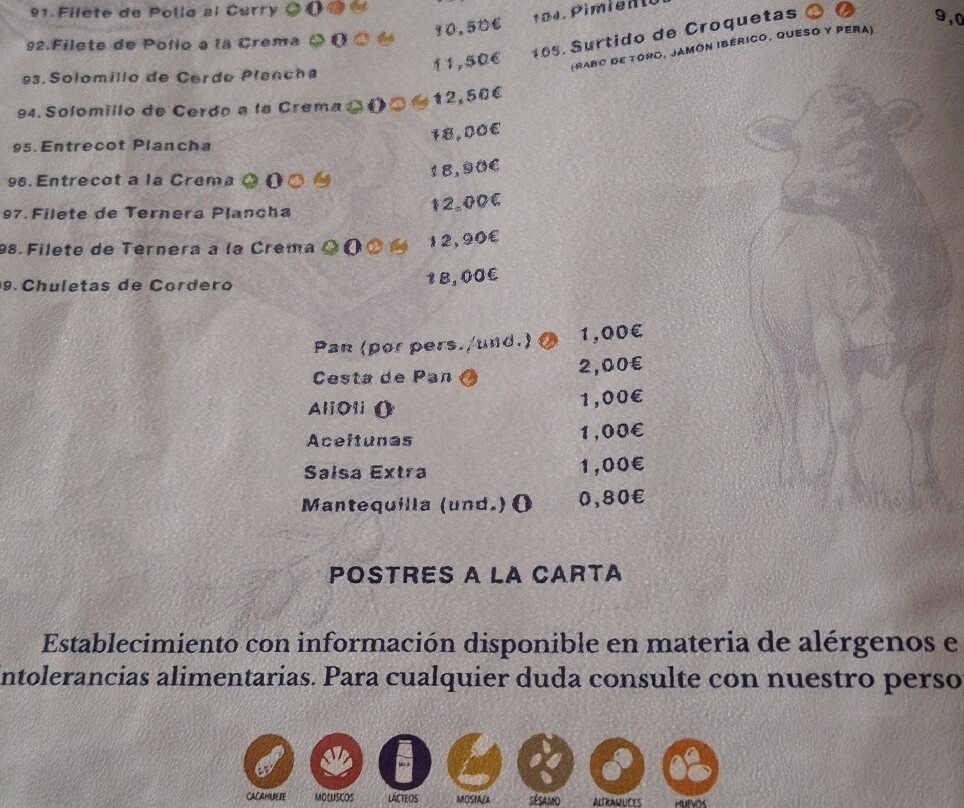 91.Filete de Pollo al Curry
92.Filete de Pollo a la Crema 10,50€
93.Solomillo de Cerdo Plancha 11,50€
94.Solomillo de Cerdo a la Crema 12,50€
95.Entrecot Plancha 18,00€
96.Entrecot a la Crema 18,90€
97.Filete de Ternera Plancha 12,00€
98.Filete de Ternera a la Crema 12,90€
9.Chuletas de Cordero 18,00€
104.
105.Surtido de Croquetas 9,0
(RABO DE TORO, JAMÓN IBÉRICO, QUESO Y PERA)
Pan (por pers./und.) 1,00€
Cesta de Pan 2,00€
AliOli 1,00€
Aceitunas 1,00€
Salsa Extra 1,00€
Mantequilla (und.) 0,80€
POSTRES A LA CARTA
Establecimiento con información disponible en materia de alérgenos e
ntolerancias alimentarias. Para cualquier duda consulte con nuestro perso
MILK
CACAHUETE MOLUSCOS LÁCTEOS MOSTAZA SÉSAMO ALTRAMUCES HUEVOS